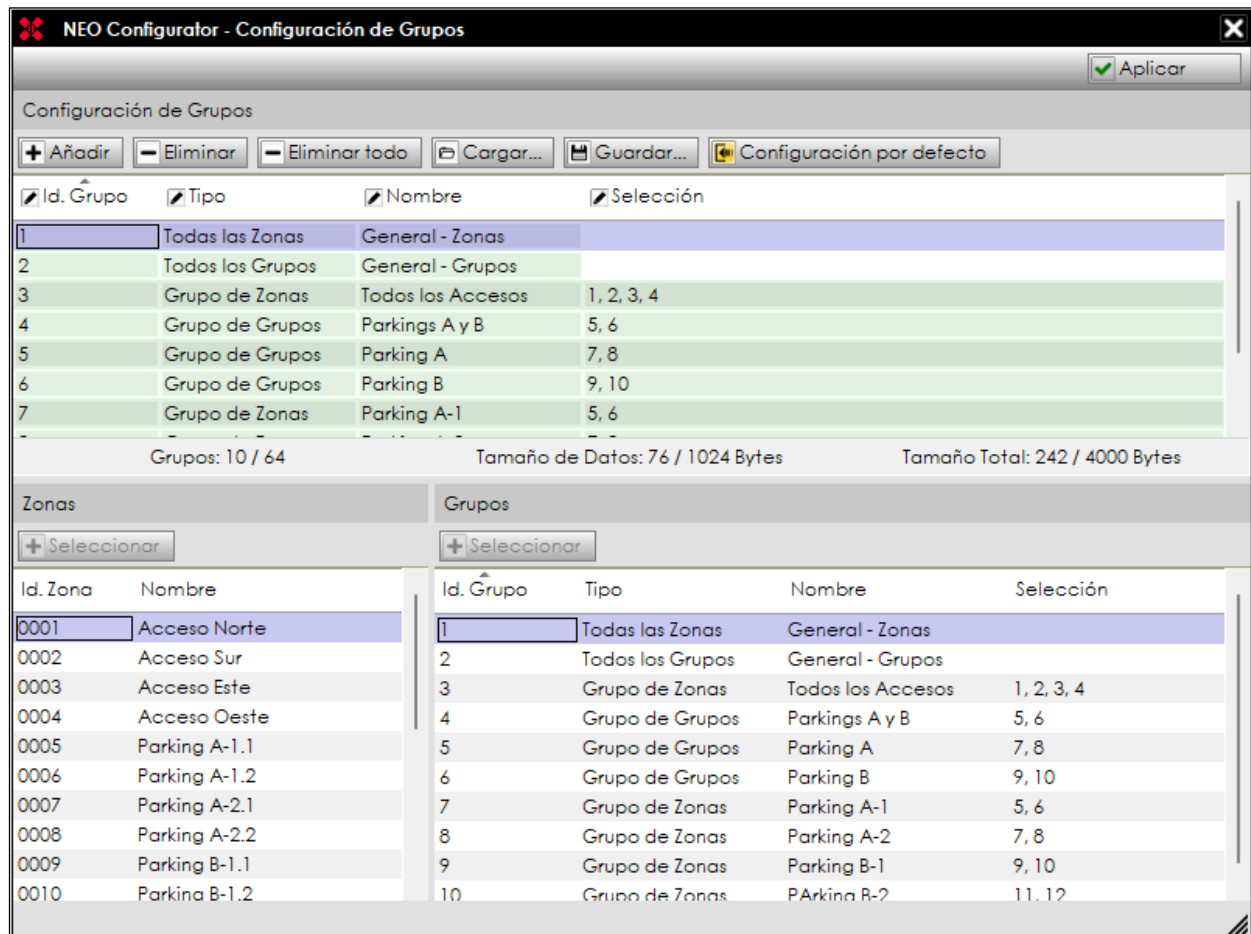 NEO Configurator - Configuración de Grupos
Aplicar
Configuración de Grupos
Añadir Eliminar Eliminar todo Cargar... Guardar... Configuración por defecto
Id. Grupo Tipo Nombre Selección
1 Todas las Zonas General - Zonas
2 Todos los Grupos General - Grupos
3 Grupo de Zonas Todos los Accesos 1, 2, 3, 4
4 Grupo de Grupos Parkings A y B 5, 6
5 Grupo de Grupos Parking A 7, 8
6 Grupo de Grupos Parking B 9, 10
7 Grupo de Zonas Parking A-1 5, 6
Grupos: 10 / 64 Tamaño de Datos: 76 / 1024 Bytes Tamaño Total: 242 / 4000 Bytes
Zonas
Seleccionar
Id. Zona Nombre
0001 Acceso Norte
0002 Acceso Sur
0003 Acceso Este
0004 Acceso Oeste
0005 Parking A-1.1
0006 Parking A-1.2
0007 Parking A-2.1
0008 Parking A-2.2
0009 Parking B-1.1
0010 Parking B-1.2
Grupos
Seleccionar
Id. Grupo Tipo Nombre Selección
1 Todas las Zonas General - Zonas
2 Todos los Grupos General - Grupos
3 Grupo de Zonas Todos los Accesos 1, 2, 3, 4
4 Grupo de Grupos Parkings A y B 5, 6
5 Grupo de Grupos Parking A 7, 8
6 Grupo de Grupos Parking B 9, 10
7 Grupo de Zonas Parking A-1 5, 6
8 Grupo de Zonas Parking A-2 7, 8
9 Grupo de Zonas Parking B-1 9, 10
10 Grupo de Zonas PArking B-2 11, 12